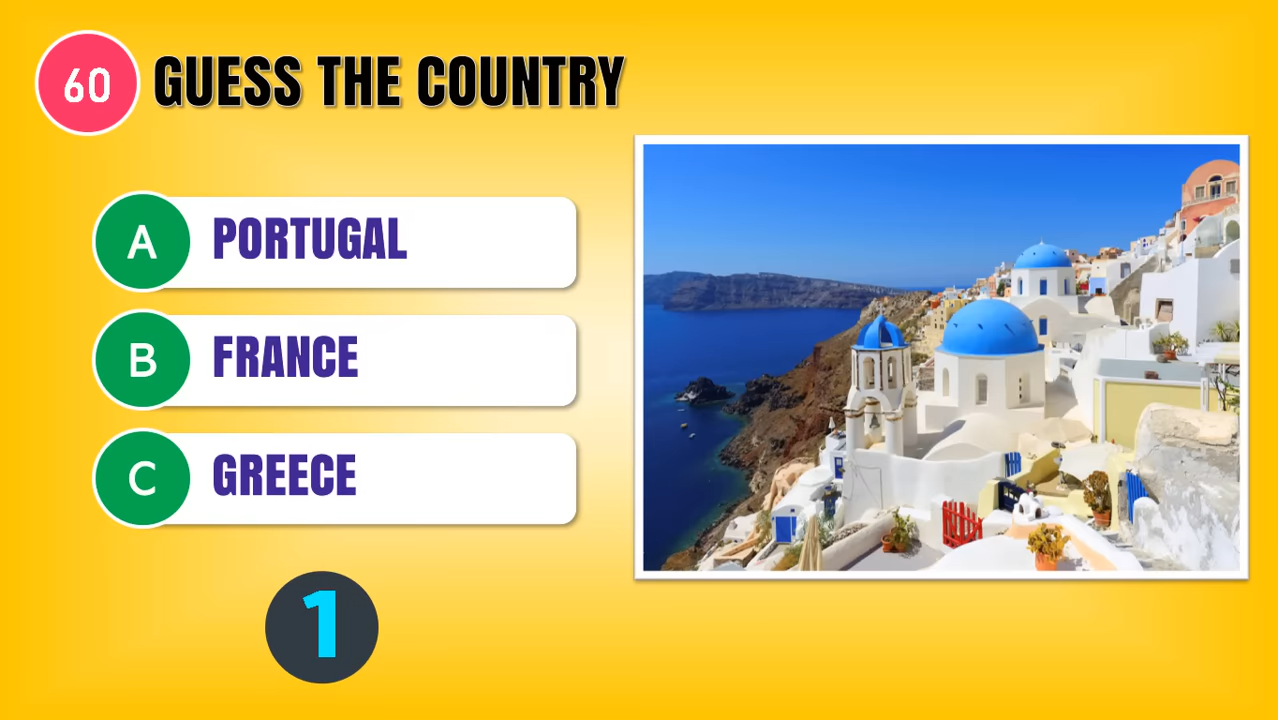 60 GUESS THE COUNTRY
A PORTUGAL
B FRANCE
C GREECE
1